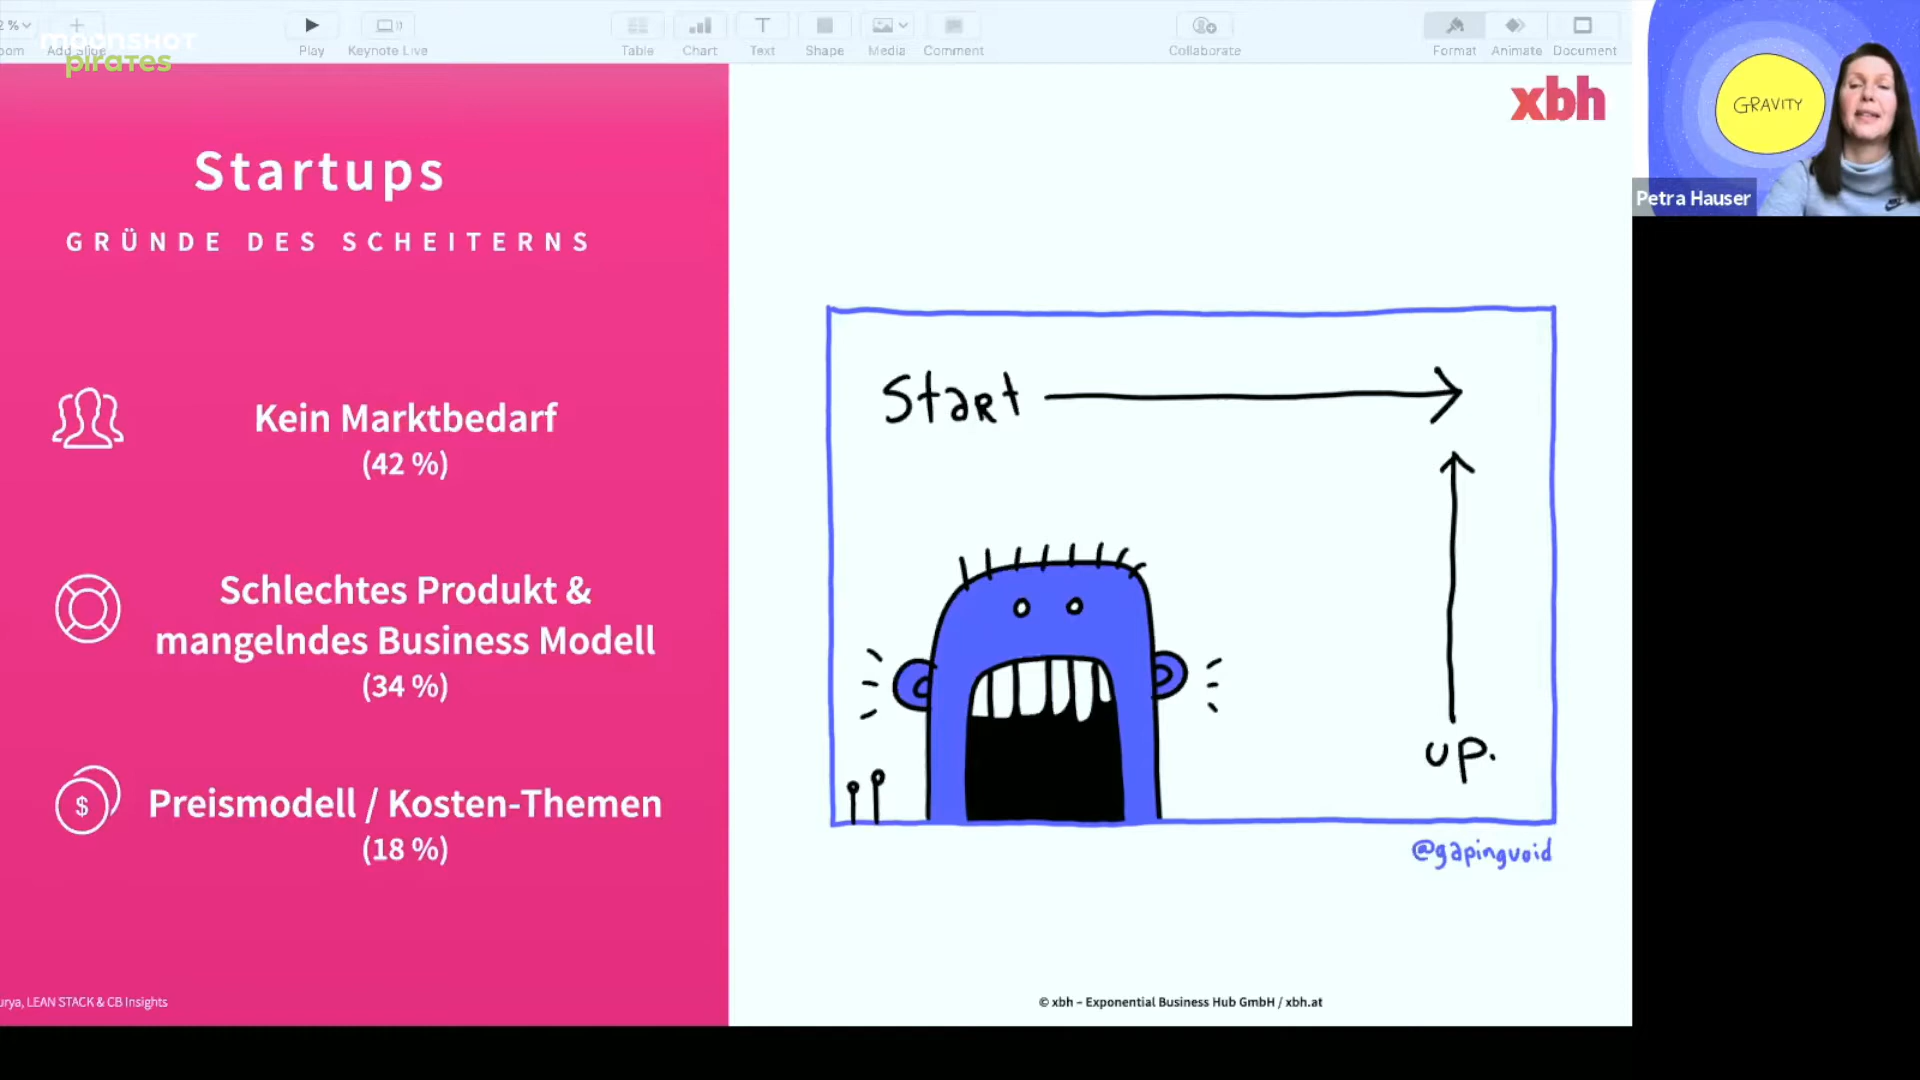 moonshot
pirates
Play
Keynote Live
Table
Chart
Text
Shape
Media
Comment
Collaborate
Format
Animate
Document
Startups
GRÜNDE DES SCHEITERNS
Kein Marktbedarf
(42 %)
Schlechtes Produkt &
mangelndes Business Modell
(34 %)
$
Preismodell / Kosten-Themen
(18 %)
LEAN STACK & CB Insights
xbh
Start
up.
@gapingvoid
© xbh – Exponential Business Hub GmbH / xbh.at
GRAVITY
Petra Hauser